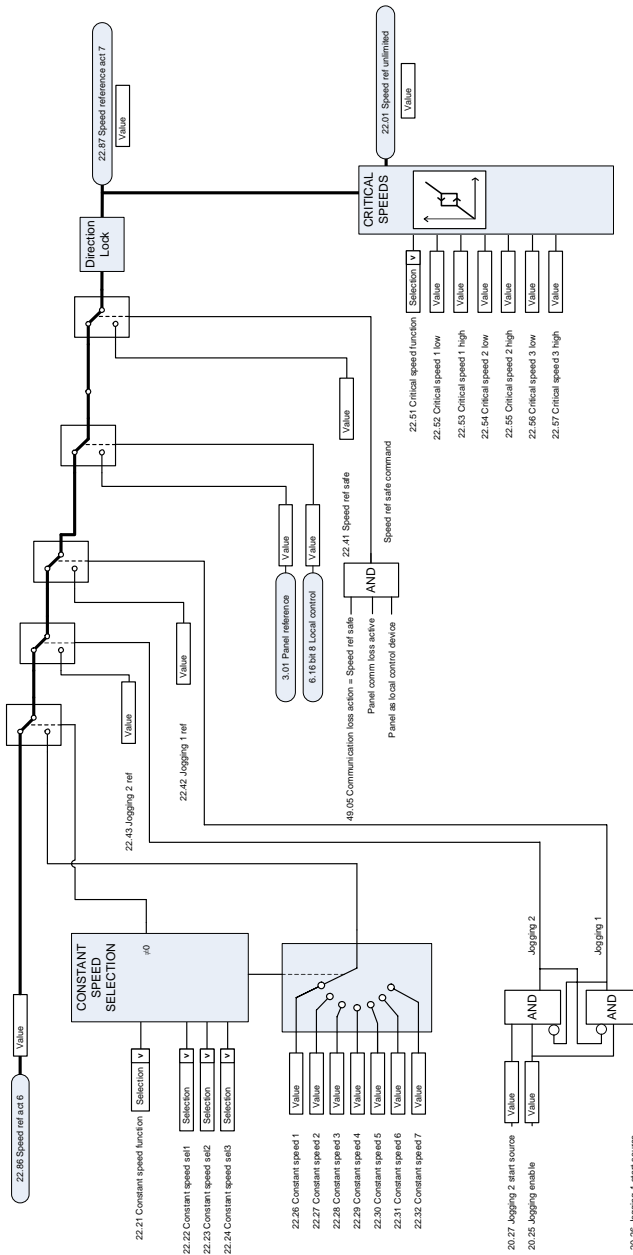 22.86 Speed ref act 6
Value
22.21 Constant speed function
Selection
v
22.22 Constant speed sel1
Selection
v
22.23 Constant speed sel2
Selection
v
22.24 Constant speed sel3
Selection
v
CONSTANT
SPEED
SELECTION
≠0
22.26 Constant speed 1
Value
22.27 Constant speed 2
Value
22.28 Constant speed 3
Value
22.29 Constant speed 4
Value
22.30 Constant speed 5
Value
22.31 Constant speed 6
Value
22.32 Constant speed 7
Value
20.27 Jogging 2 start source
Value
20.25 Jogging enable
Value
AND
Jogging 2
AND
Jogging 1
22.43 Jogging 2 ref
Value
22.42 Jogging 1 ref
Value
3.01 Panel reference
Value
6.16 bit 8 Local control
Value
22.41 Speed ref safe
Value
49.05 Communication loss action = Speed ref safe
Panel comm loss active
Panel as local control device
AND
Speed ref safe command
Direction
Lock
22.87 Speed reference act 7
Value
CRITICAL
SPEEDS
22.51 Critical speed function
Selection
v
22.52 Critical speed 1 low
Value
22.53 Critical speed 1 high
Value
22.54 Critical speed 2 low
Value
22.55 Critical speed 2 high
Value
22.56 Critical speed 3 low
Value
22.57 Critical speed 3 high
Value
22.01 Speed ref unlimited
Value